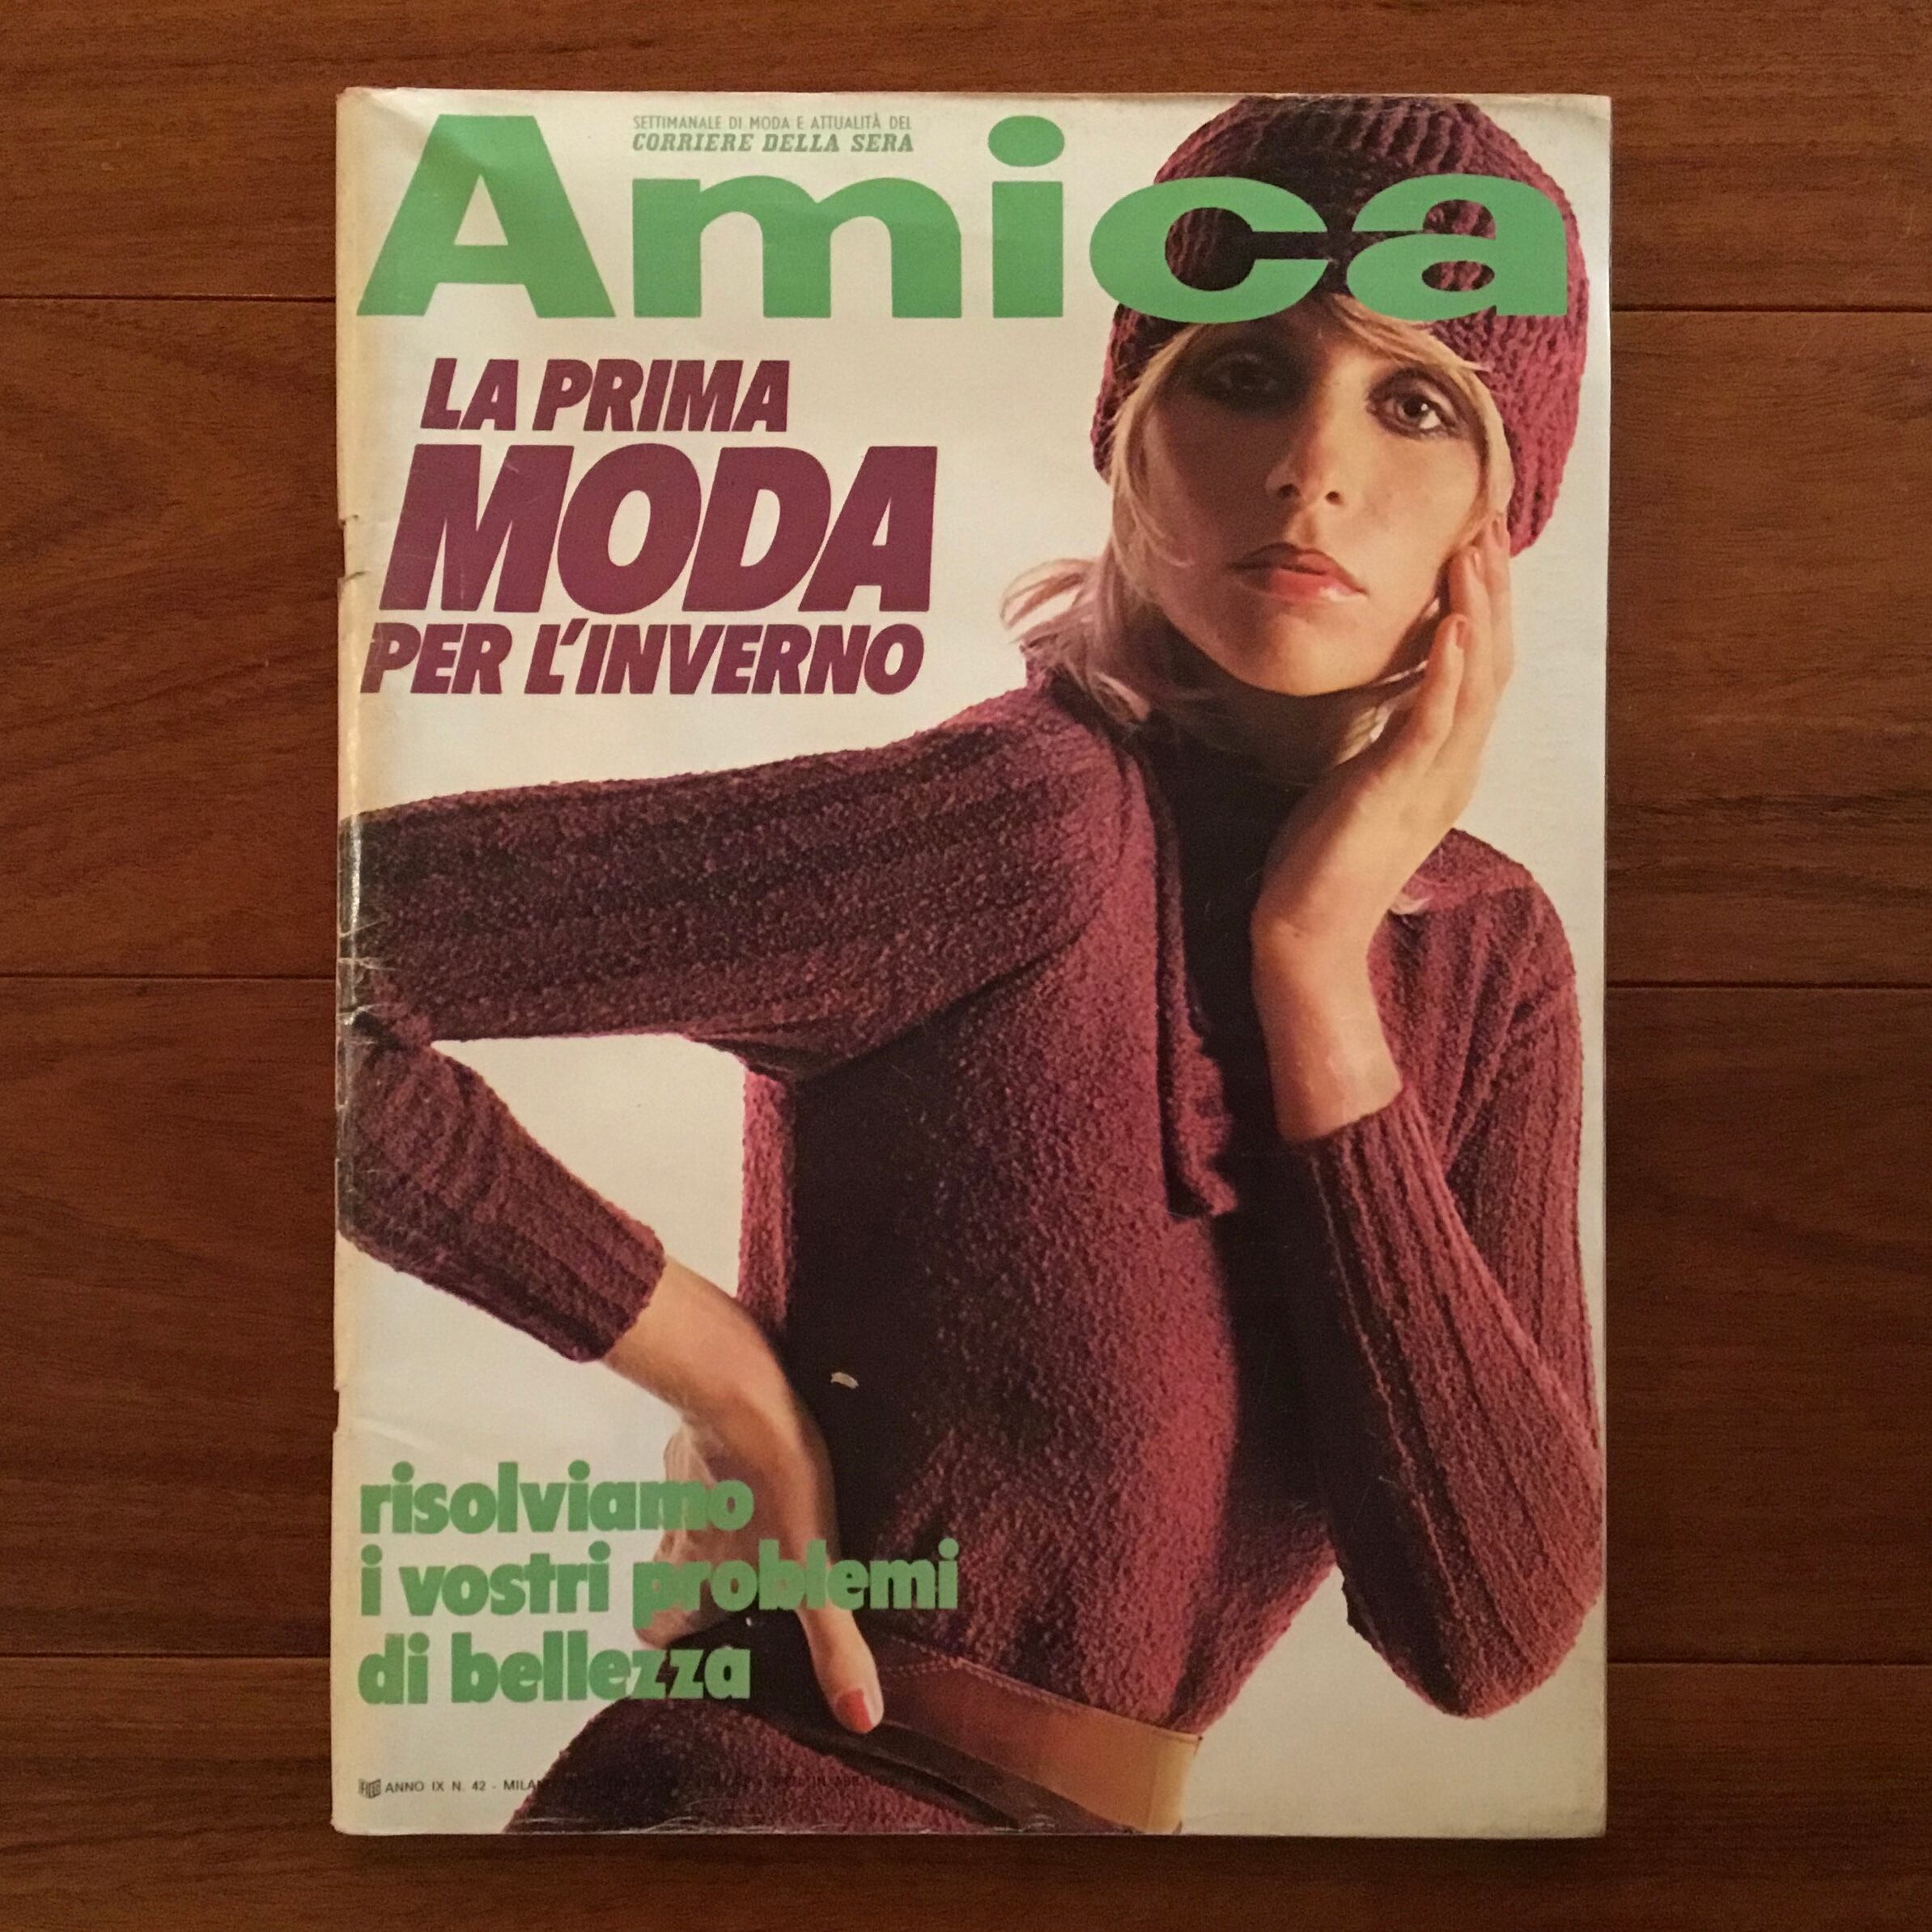 SETTIMANALE DI MODA E ATTUALITÀ DEL
CORRIERE DELLA SERA
Amica
LA PRIMA
MODA
PER L'INVERNO
risolviamo
i vostri problemi
di bellezza
ANNO IX N. 42 - MILANO